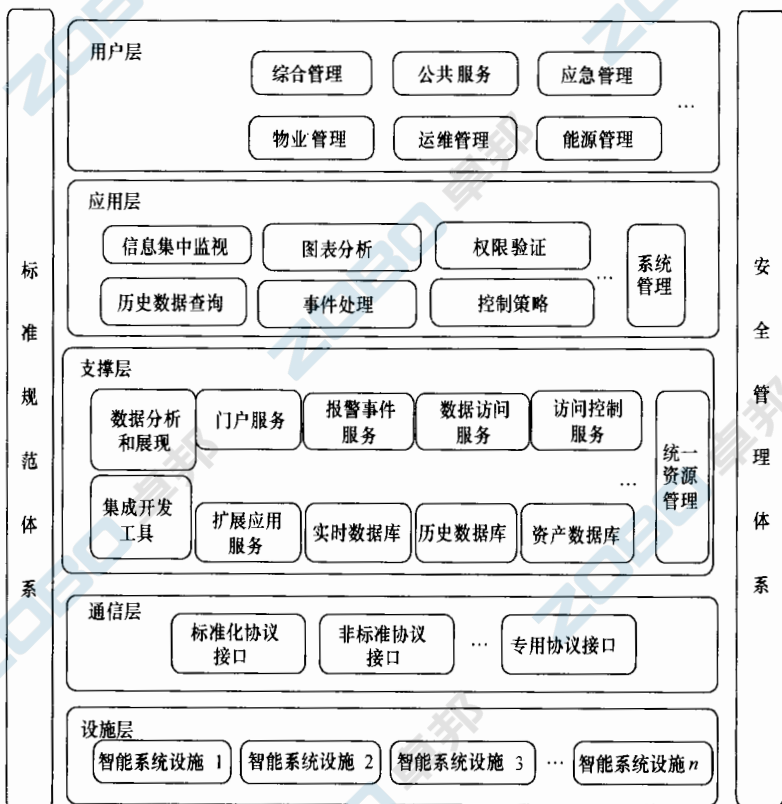 用户层
综合管理
公共服务
应急管理
…
物业管理
运维管理
能源管理
应用层
信息集中监视
图表分析
权限验证
…
系统
管理
历史数据查询
事件处理
控制策略
支撑层
数据分析
和展现
门户服务
报警事件
服务
数据访问
服务
访问控制
服务
…
统一
资源
管理
集成开发
工具
扩展应用
服务
实时数据库
历史数据库
资产数据库
通信层
标准化协议
接口
非标准协议
接口
…
专用协议接口
设施层
智能系统设施 1
智能系统设施 2
智能系统设施 3
…
智能系统设施n
标准规范体系
安全管理体系
ZOBO 卓邦